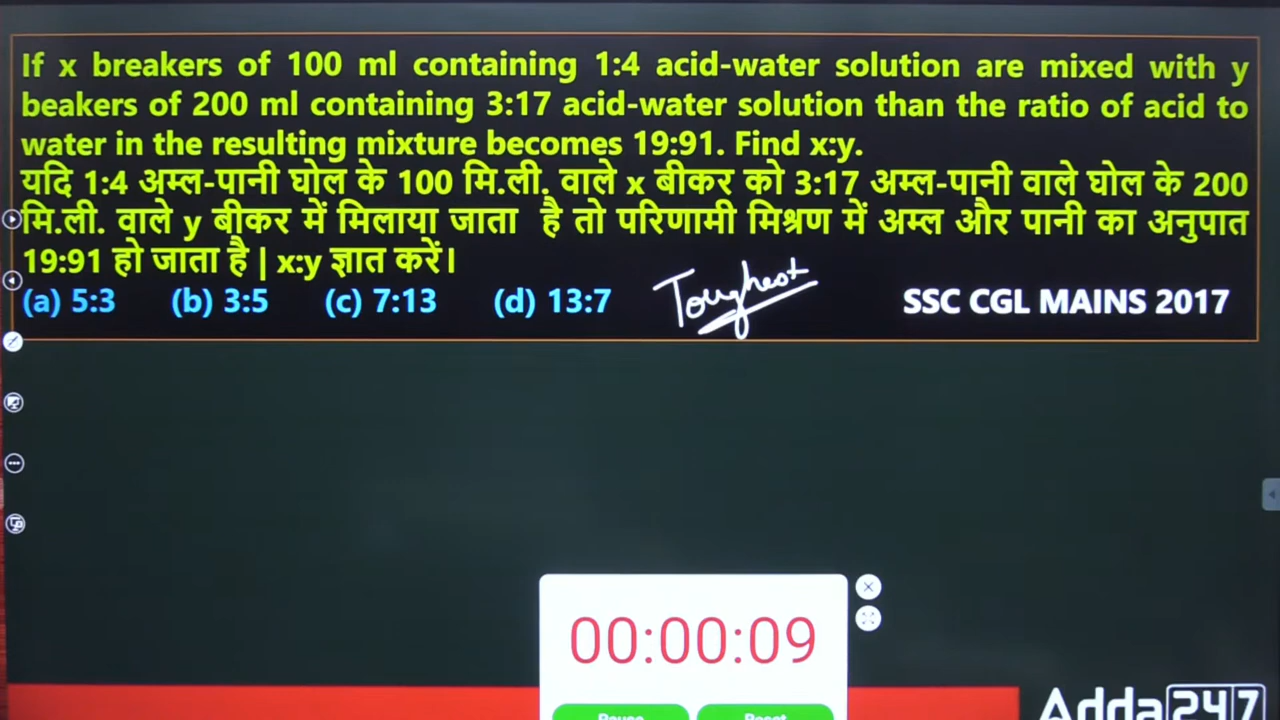 If x breakers of 100 ml containing 1:4 acid-water solution are mixed with y
beakers of 200 ml containing 3:17 acid-water solution than the ratio of acid to
water in the resulting mixture becomes 19:91. Find x:y.
यदि 1:4 अम्ल-पानी घोल के 100 मि.ली. वाले x बीकर को 3:17 अम्ल-पानी वाले घोल के 200
मि.ली. वाले y बीकर में मिलाया जाता है तो परिणामी मिश्रण में अम्ल और पानी का अनुपात
19:91 हो जाता है | x:y ज्ञात करें।
(a) 5:3 (b) 3:5 (c) 7:13 (d) 13:7 Toughest SSC CGL MAINS 2017
00:00:09
Pause Reset
Adda247